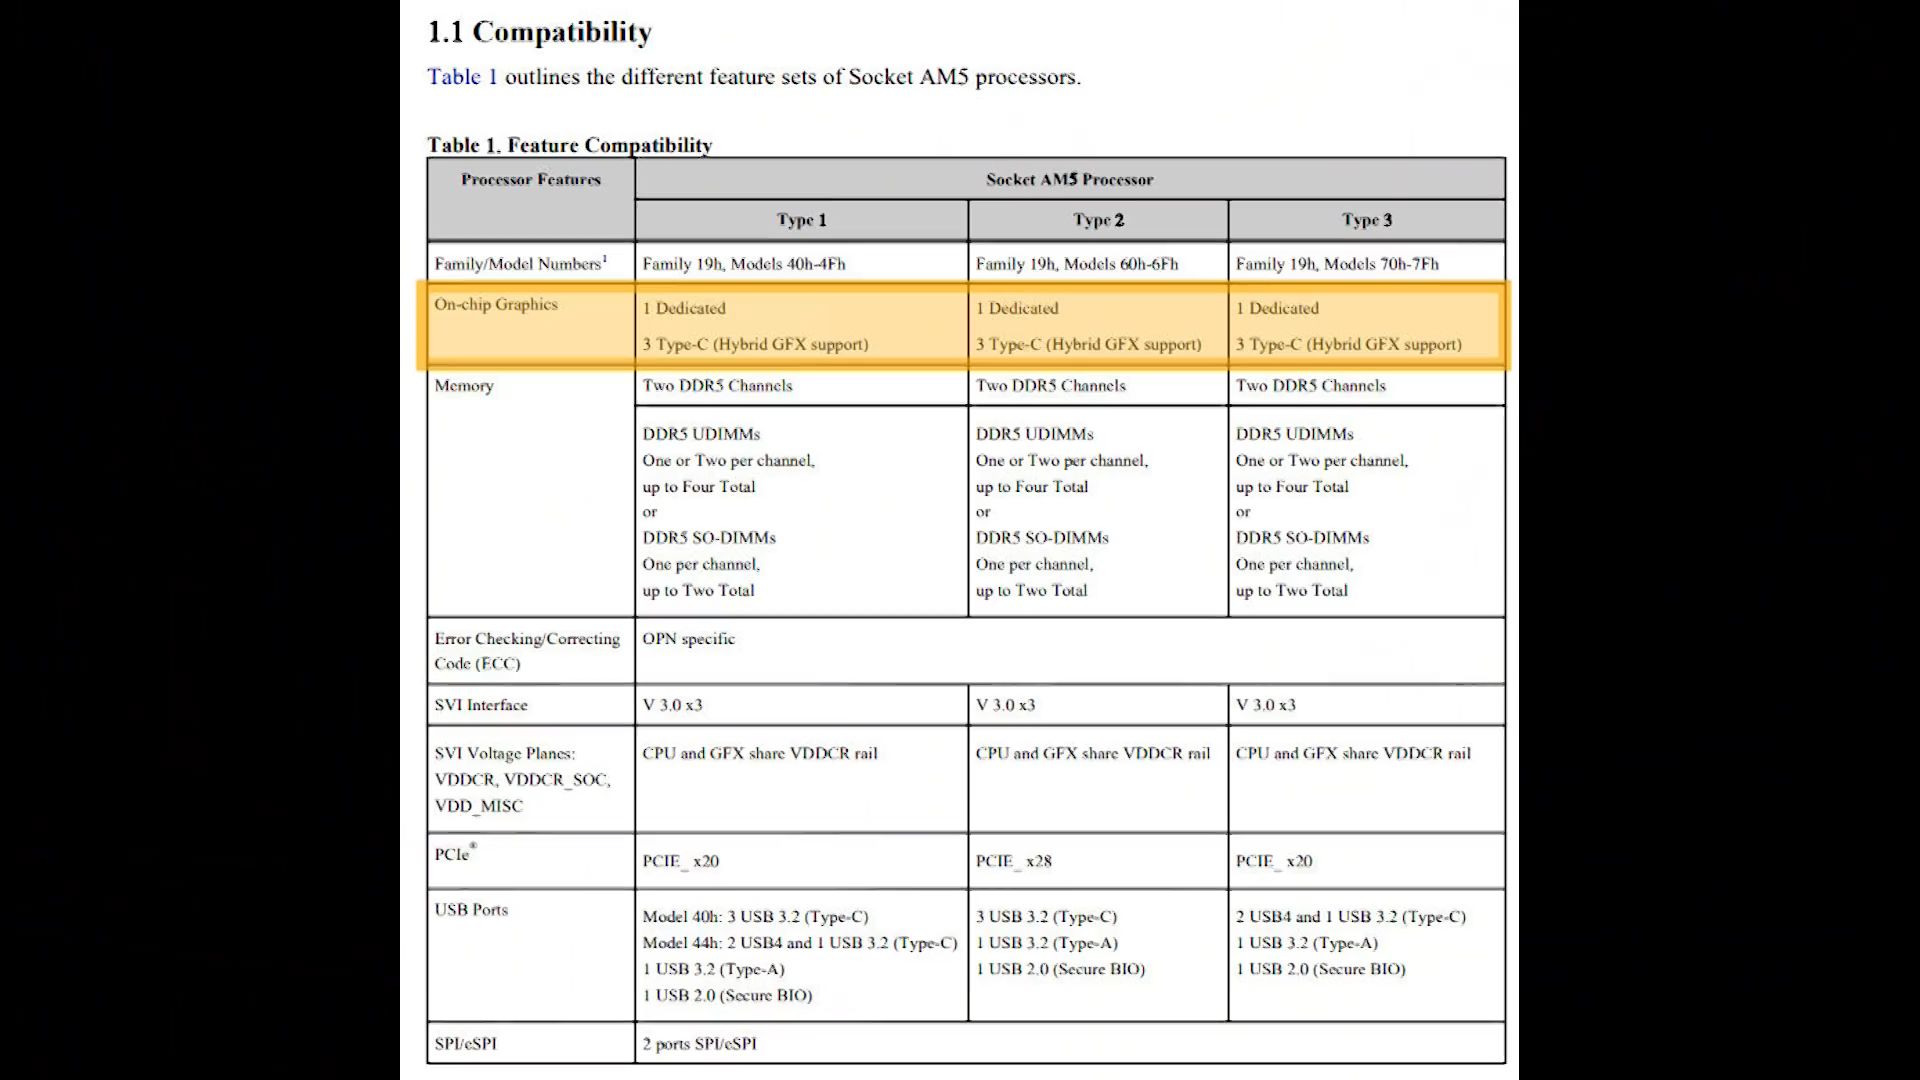 1.1 Compatibility
Table 1 outlines the different feature sets of Socket AM5 processors.
Table 1. Feature Compatibility
Processor Features
Socket AM5 Processor
Type 1
Type 2
Type 3
Family/Model Numbers1
Family 19h, Models 40h-4Fh
Family 19h, Models 60h-6Fh
Family 19h, Models 70h-7Fh
On-chip Graphics
1 Dedicated
3 Type-C (Hybrid GFX support)
1 Dedicated
3 Type-C (Hybrid GFX support)
1 Dedicated
3 Type-C (Hybrid GFX support)
Memory
Two DDR5 Channels
Two DDR5 Channels
Two DDR5 Channels
DDR5 UDIMMs
One or Two per channel,
up to Four Total
or
DDR5 SO-DIMMs
One per channel,
up to Two Total
DDR5 UDIMMs
One or Two per channel,
up to Four Total
or
DDR5 SO-DIMMs
One per channel,
up to Two Total
DDR5 UDIMMs
One or Two per channel,
up to Four Total
or
DDR5 SO-DIMMs
One per channel,
up to Two Total
Error Checking/Correcting
Code (ECC)
OPN specific
SVI Interface
V 3.0 x3
V 3.0 x3
V 3.0 x3
SVI Voltage Planes:
VDDCR, VDDCR_SOC,
VDD_MISC
CPU and GFX share VDDCR rail
CPU and GFX share VDDCR rail
CPU and GFX share VDDCR rail
PCIe®
PCIE_ x20
PCIE_ x28
PCIE_ x20
USB Ports
Model 40h: 3 USB 3.2 (Type-C)
Model 44h: 2 USB4 and 1 USB 3.2 (Type-C)
1 USB 3.2 (Type-A)
1 USB 2.0 (Secure BIO)
3 USB 3.2 (Type-C)
1 USB 3.2 (Type-A)
1 USB 2.0 (Secure BIO)
2 USB4 and 1 USB 3.2 (Type-C)
1 USB 3.2 (Type-A)
1 USB 2.0 (Secure BIO)
SPI/eSPI
2 ports SPI/eSPI